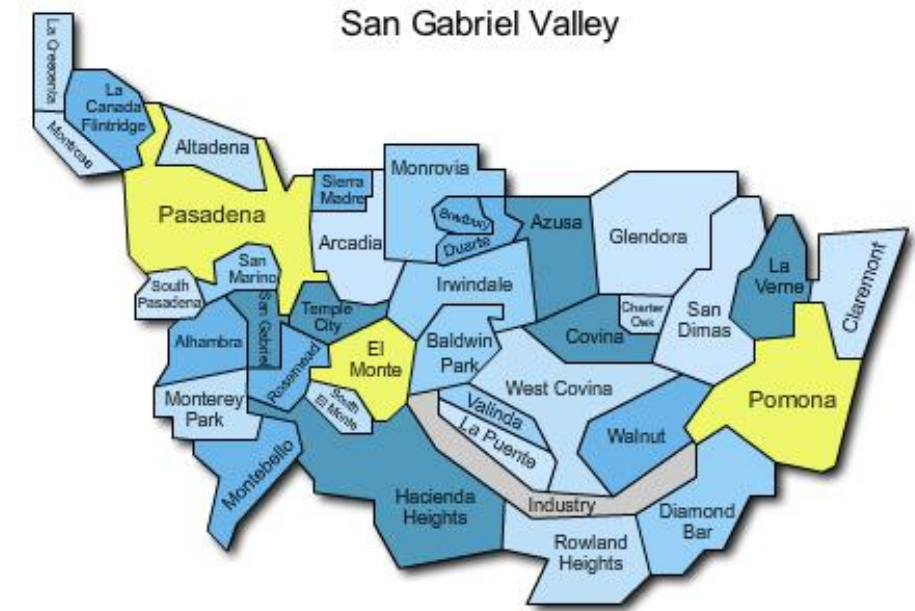 San Gabriel Valley
La Crescenta
La
Canada
Flintridge
Montrose
Altadena
Pasadena
Sierra
Madre
Monrovia
Bradbury
Duarte
Arcadia
Azusa
Glendora
La
Verne
Claremont
San
Marino
South
Pasadena
San Gabriel
Temple
City
Irwindale
Charter
Oak
San
Dimas
Alhambra
Rosemead
El
Monte
Baldwin
Park
Covina
West Covina
Monterey
Park
South
El Monte
Valinda
La Puente
Walnut
Pomona
Montebello
Hacienda
Heights
Industry
Diamond
Bar
Rowland
Heights